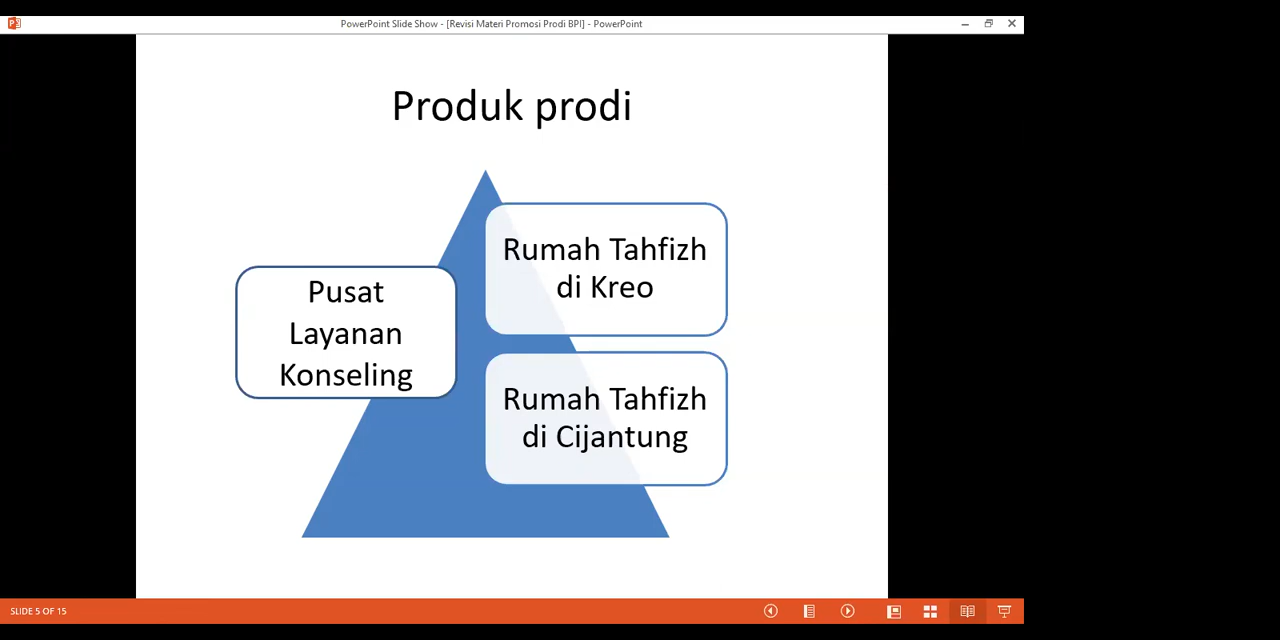 PowerPoint Slide Show - [Revisi Materi Promosi Prodi BPI] - PowerPoint
Produk prodi
Pusat
Layanan
Konseling
Rumah Tahfizh
di Kreo
Rumah Tahfizh
di Cijantung
SLIDE 5 OF 15